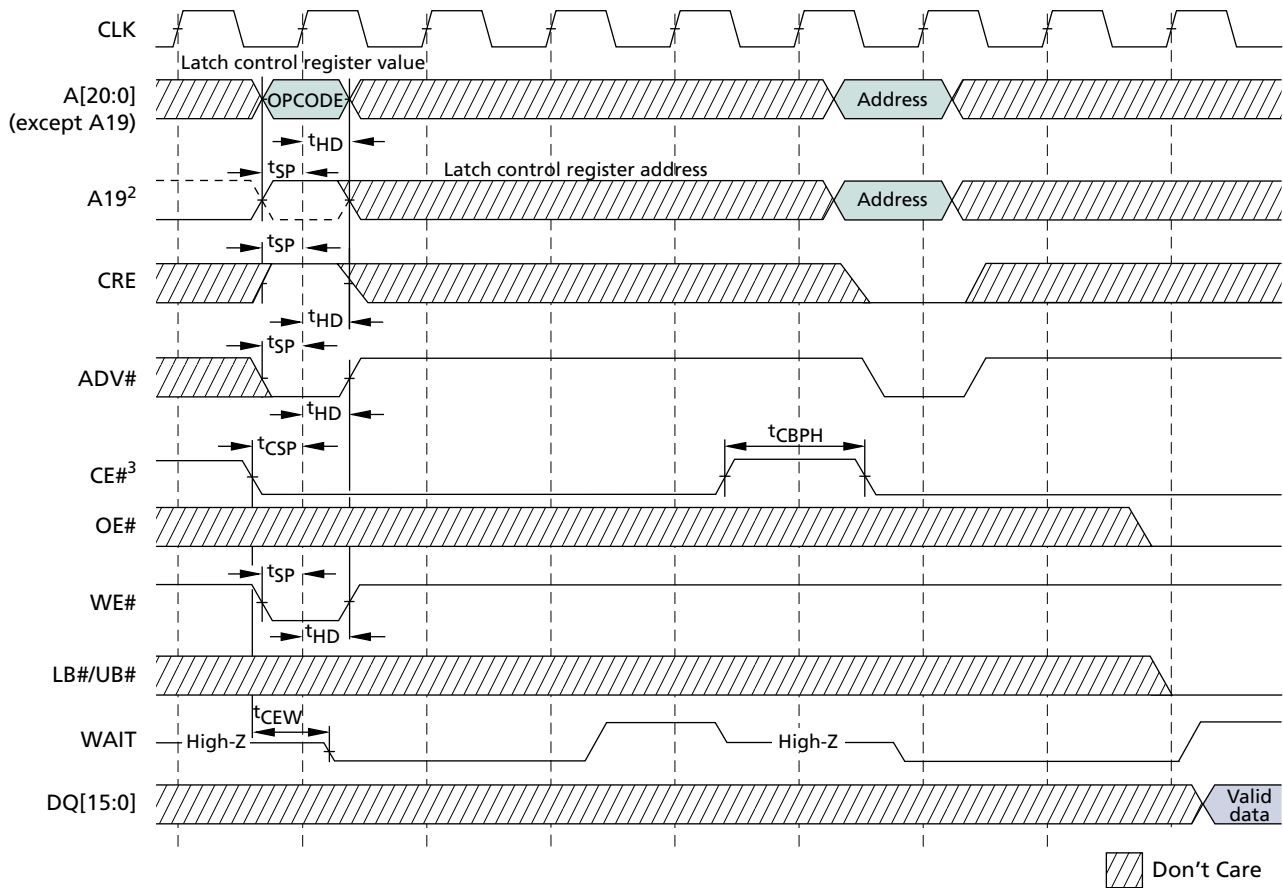 CLK
Latch control register value
A[20:0]
(except A19)
OPCODE
Address
tHD
tSP
Latch control register address
A19²
Address
tSP
CRE
tHD
tSP
ADV#
tHD
tCSP
tCBPH
CE#³
OE#
tSP
WE#
tHD
LB#/UB#
tCEW
WAIT
High-Z
High-Z
DQ[15:0]
Valid
data
Don't Care